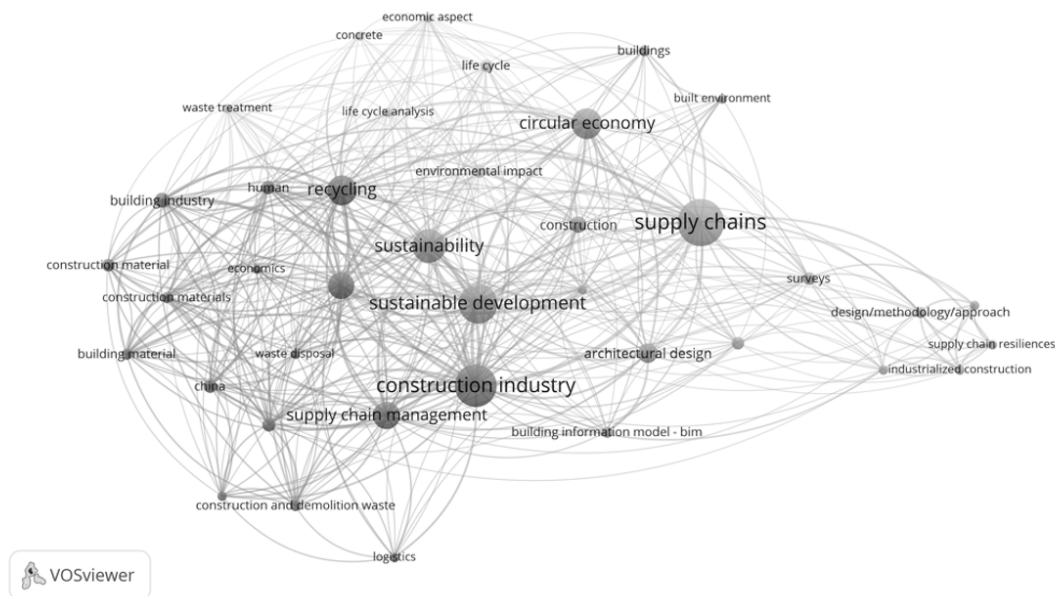 economic aspect
concrete
buildings
life cycle
built environment
waste treatment
life cycle analysis
circular economy
environmental impact
human
recycling
building industry
supply chains
construction
sustainability
construction material
economics
surveys
construction materials
sustainable development
design/methodology/approach
supply chain resiliences
building material
waste disposal
architectural design
industrialized construction
china
construction industry
supply chain management
building information model - bim
construction and demolition waste
logistics
VOSviewer